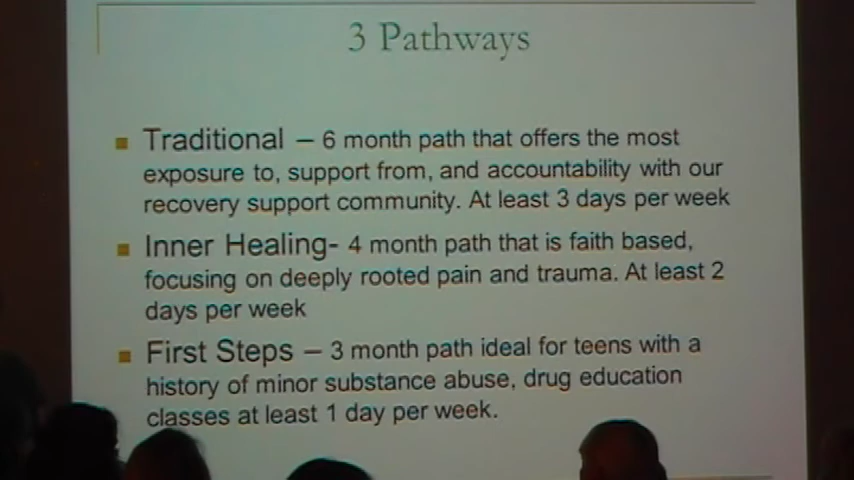 3 Pathways
Traditional – 6 month path that offers the most
exposure to, support from, and accountability with our
recovery support community. At least 3 days per week
Inner Healing- 4 month path that is faith based,
focusing on deeply rooted pain and trauma. At least 2
days per week
First Steps – 3 month path ideal for teens with a
history of minor substance abuse, drug education
classes at least 1 day per week.